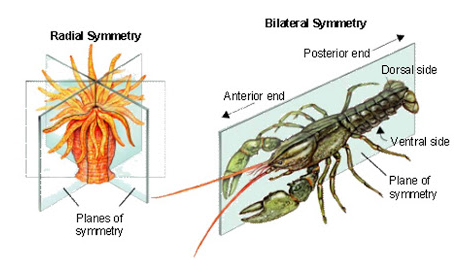 Radial Symmetry
Bilateral Symmetry
Posterior end
Dorsal side
Anterior end
Ventral side
Plane of
symmetry
Planes of
symmetry